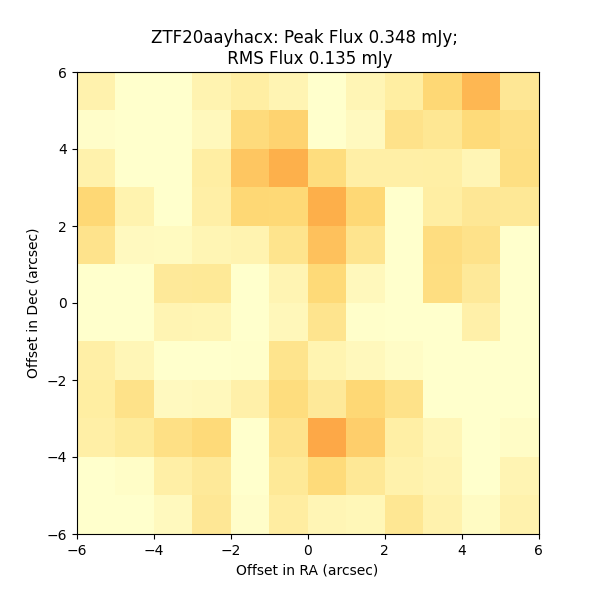 ZTF20aayhacx: Peak Flux 0.348 mJy;
RMS Flux 0.135 mJy
6
4
2
0
−2
−4
−6
Offset in Dec (arcsec)
−6 −4 −2 0 2 4 6
Offset in RA (arcsec)